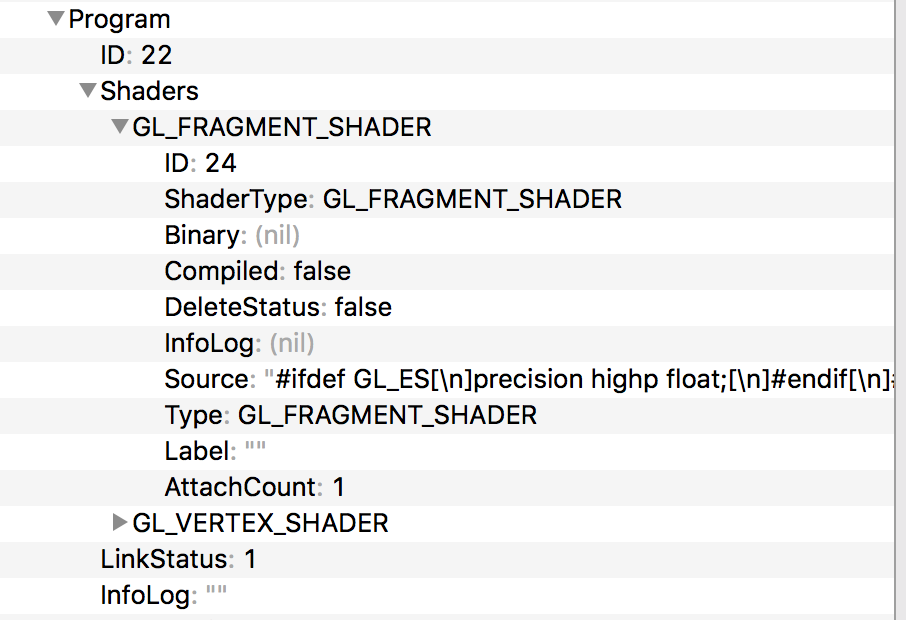 Program
ID: 22
Shaders
GL_FRAGMENT_SHADER
ID: 24
ShaderType: GL_FRAGMENT_SHADER
Binary: (nil)
Compiled: false
DeleteStatus: false
InfoLog: (nil)
Source: "#ifdef GL_ES[\n]precision highp float;[\n]#endif[\n]
Type: GL_FRAGMENT_SHADER
Label: ""
AttachCount: 1
GL_VERTEX_SHADER
LinkStatus: 1
InfoLog: ""